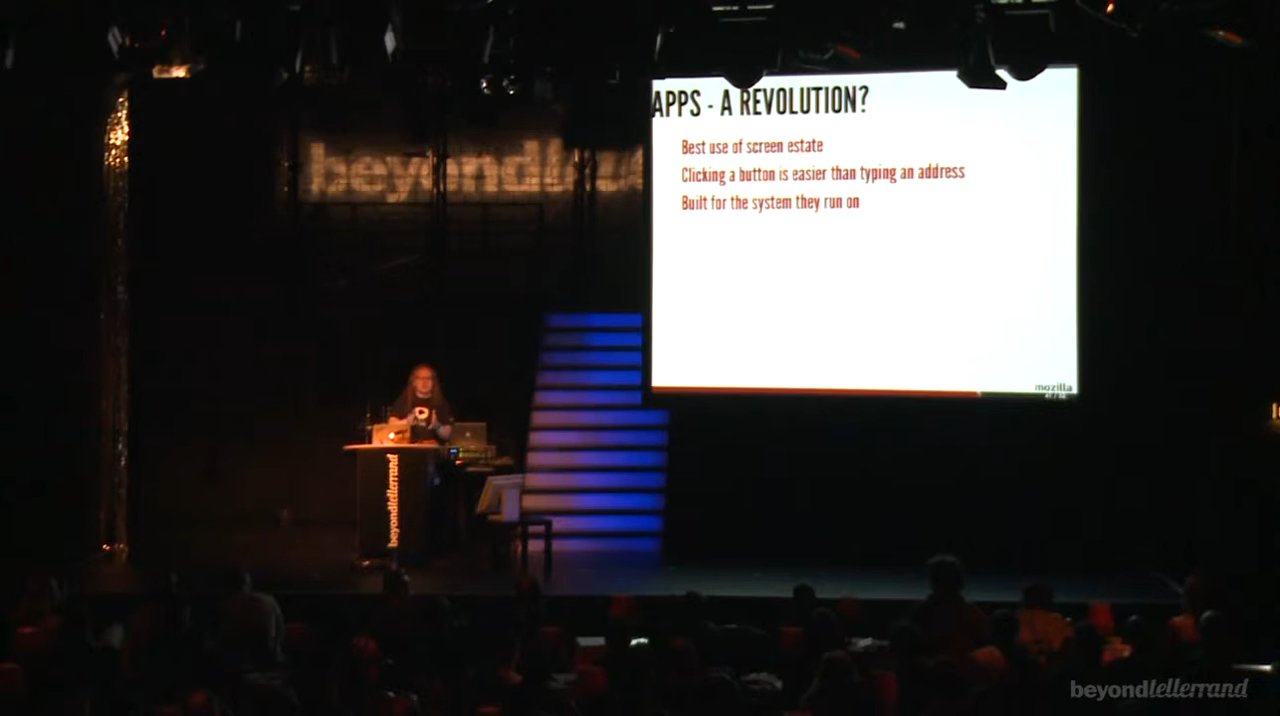 APPS - A REVOLUTION?
Best use of screen estate
Clicking a button is easier than typing an address
Built for the system they run on
mozilla
beyond
beyondtellerrand
beyondtellerrand